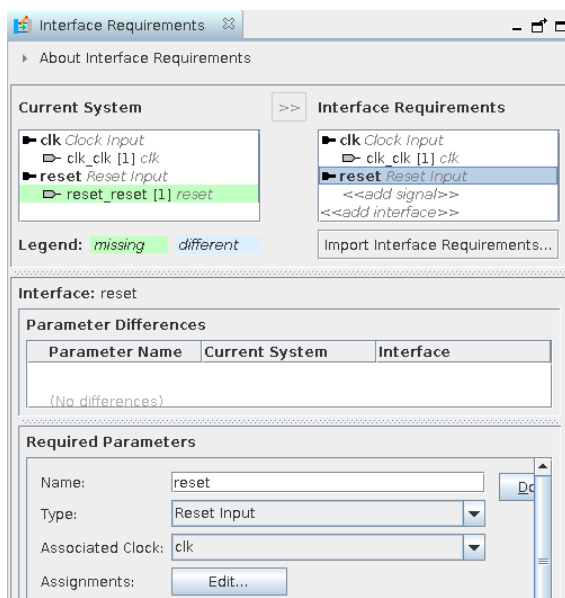 Interface Requirements
About Interface Requirements
Current System >> Interface Requirements
clk Clock Input
clk_clk [1] clk
reset Reset Input
reset_reset [1] reset
clk Clock Input
clk_clk [1] clk
reset Reset Input
<<add signal>>
<<add interface>>
Legend: missing different
Import Interface Requirements...
Interface: reset
Parameter Differences
Parameter Name Current System Interface
(No differences)
Required Parameters
Name: reset
Type: Reset Input
Associated Clock: clk
Assignments: Edit...